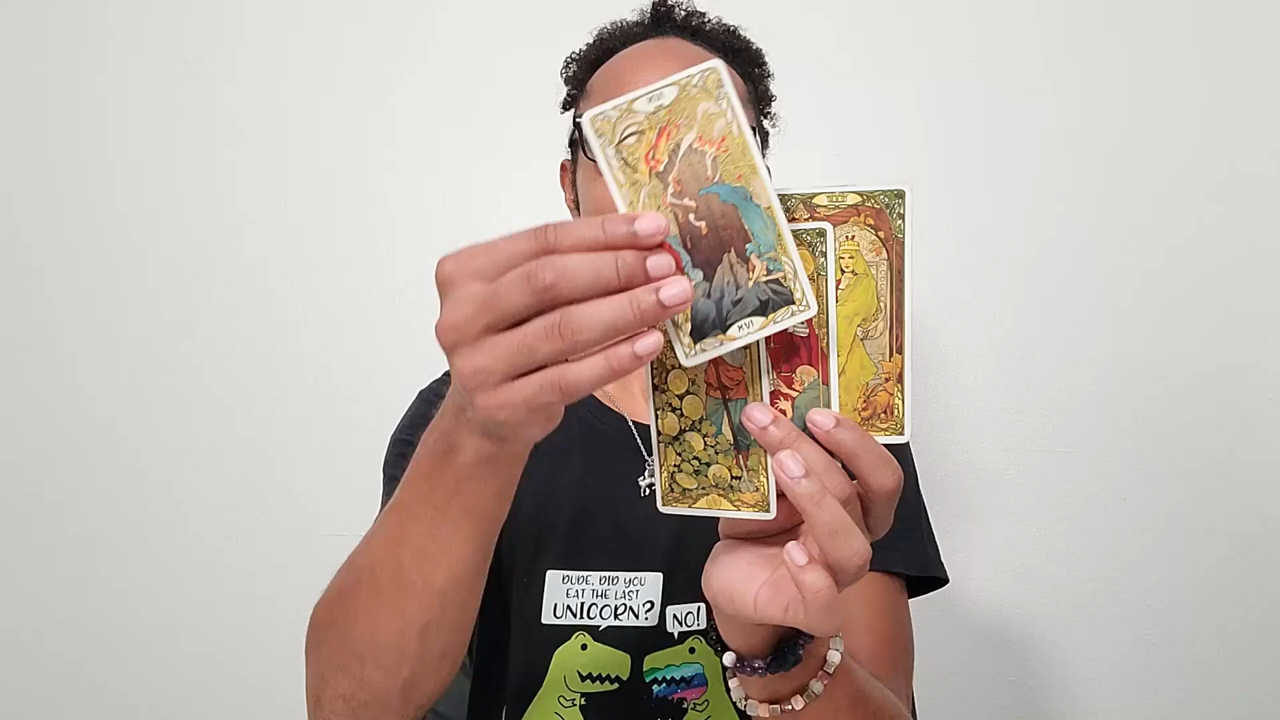 XVI
DUDE, DID YOU
EAT THE LAST
UNICORN?
NO!